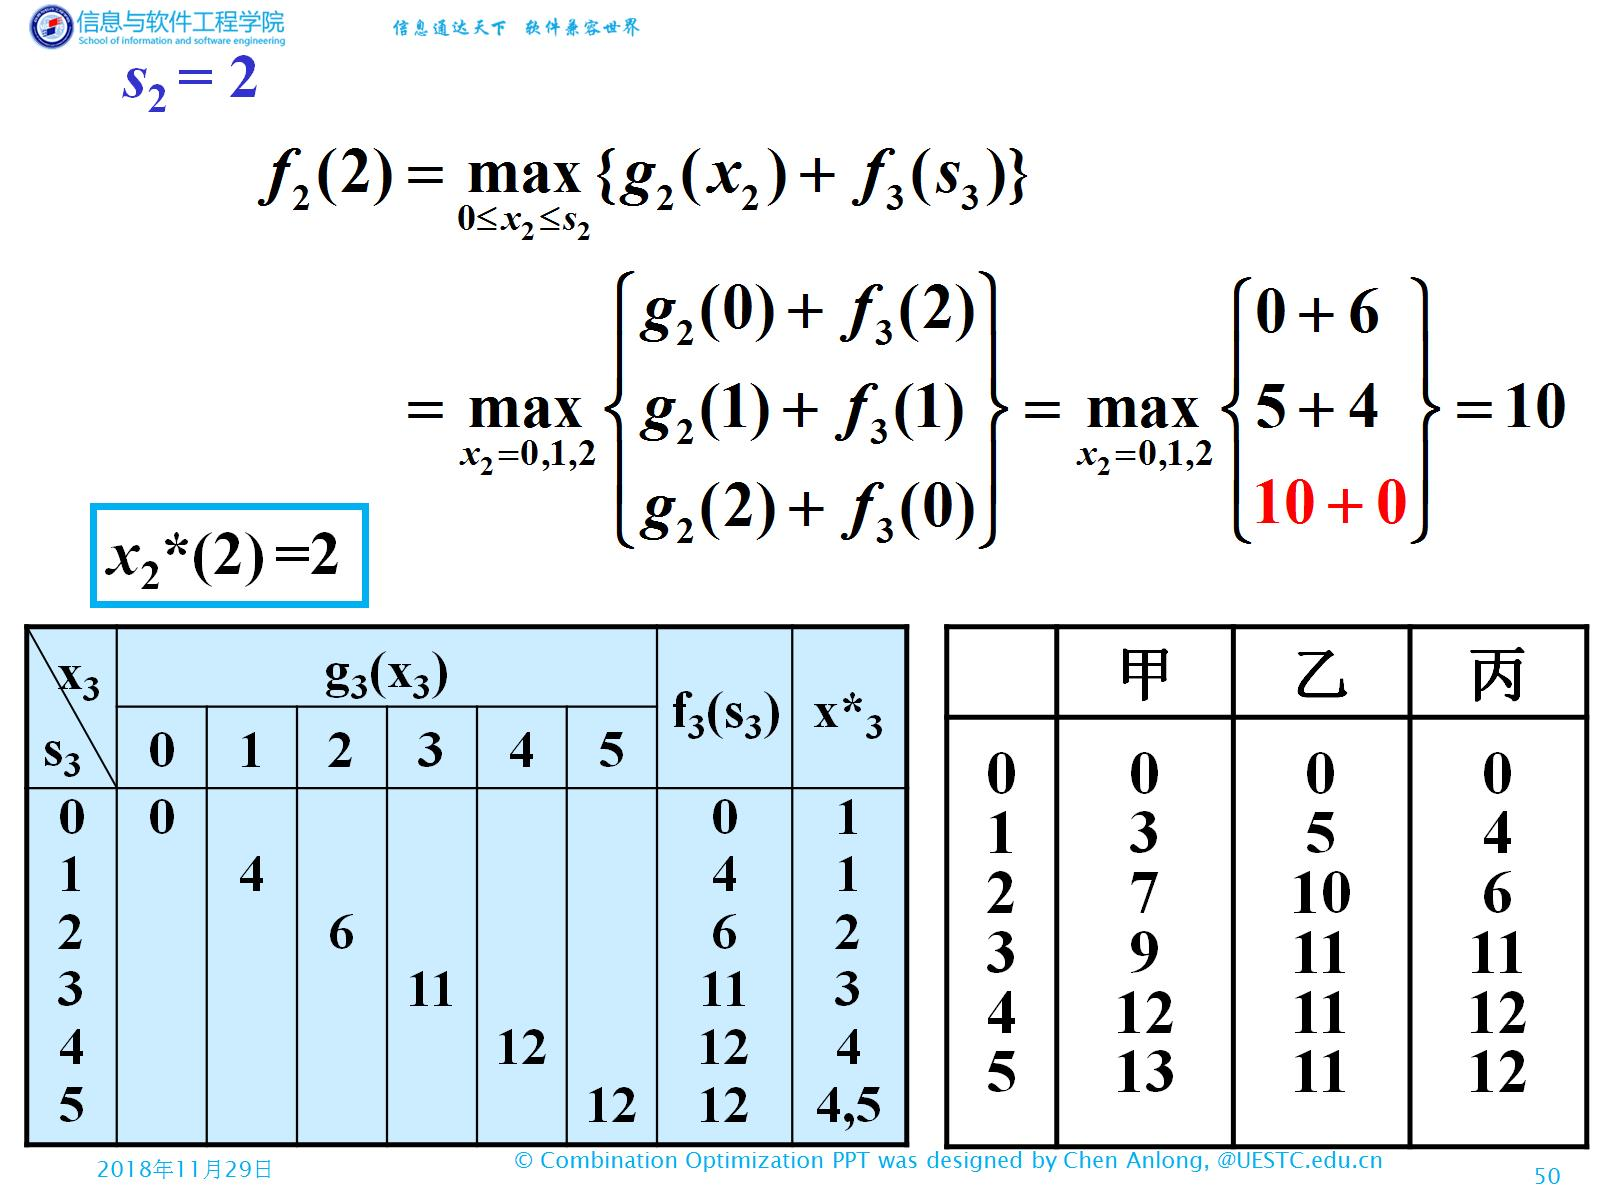 信息与软件工程学院
School of information and software engineering
信息通达天下 软件兼容世界
s₂ = 2
f₂(2) = max {g₂(x₂) + f₃(s₃)}
0≤x₂≤s₂
g₂(0) + f₃(2) 0 + 6
= max { g₂(1) + f₃(1) } = max { 5 + 4 } = 10
x₂=0,1,2 x₂=0,1,2
g₂(2) + f₃(0) 10 + 0
x₂*(2) =2
x₃ g₃(x₃) f₃(s₃) x*₃
s₃ 0 1 2 3 4 5
0 0 0 1
1 4 4 1
2 6 6 2
3 11 11 3
4 12 12 4
5 12 12 4,5
甲 乙 丙
0 0 0 0
1 3 5 4
2 7 10 6
3 9 11 11
4 12 11 12
5 13 11 12
2018年11月29日
© Combination Optimization PPT was designed by Chen Anlong, @UESTC.edu.cn
50